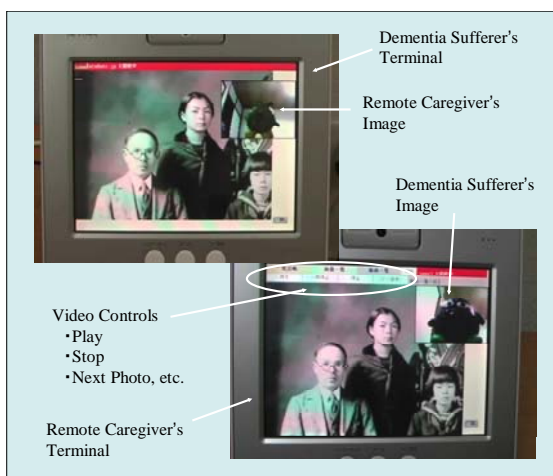 Dementia Sufferer's
Terminal
Remote Caregiver's
Image
Dementia Sufferer's
Image
Video Controls
・Play
・Stop
・Next Photo, etc.
Remote Caregiver's
Terminal